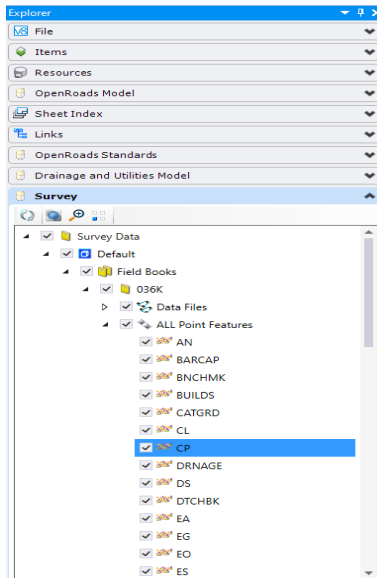 Explorer
File
Items
Resources
OpenRoads Model
Sheet Index
Links
OpenRoads Standards
Drainage and Utilities Model
Survey
Survey Data
Default
Field Books
036K
Data Files
ALL Point Features
AN
BARCAP
BNCHMK
BUILDS
CATGRD
CL
CP
DRNAGE
DS
DTCHBK
EA
EG
EO
ES